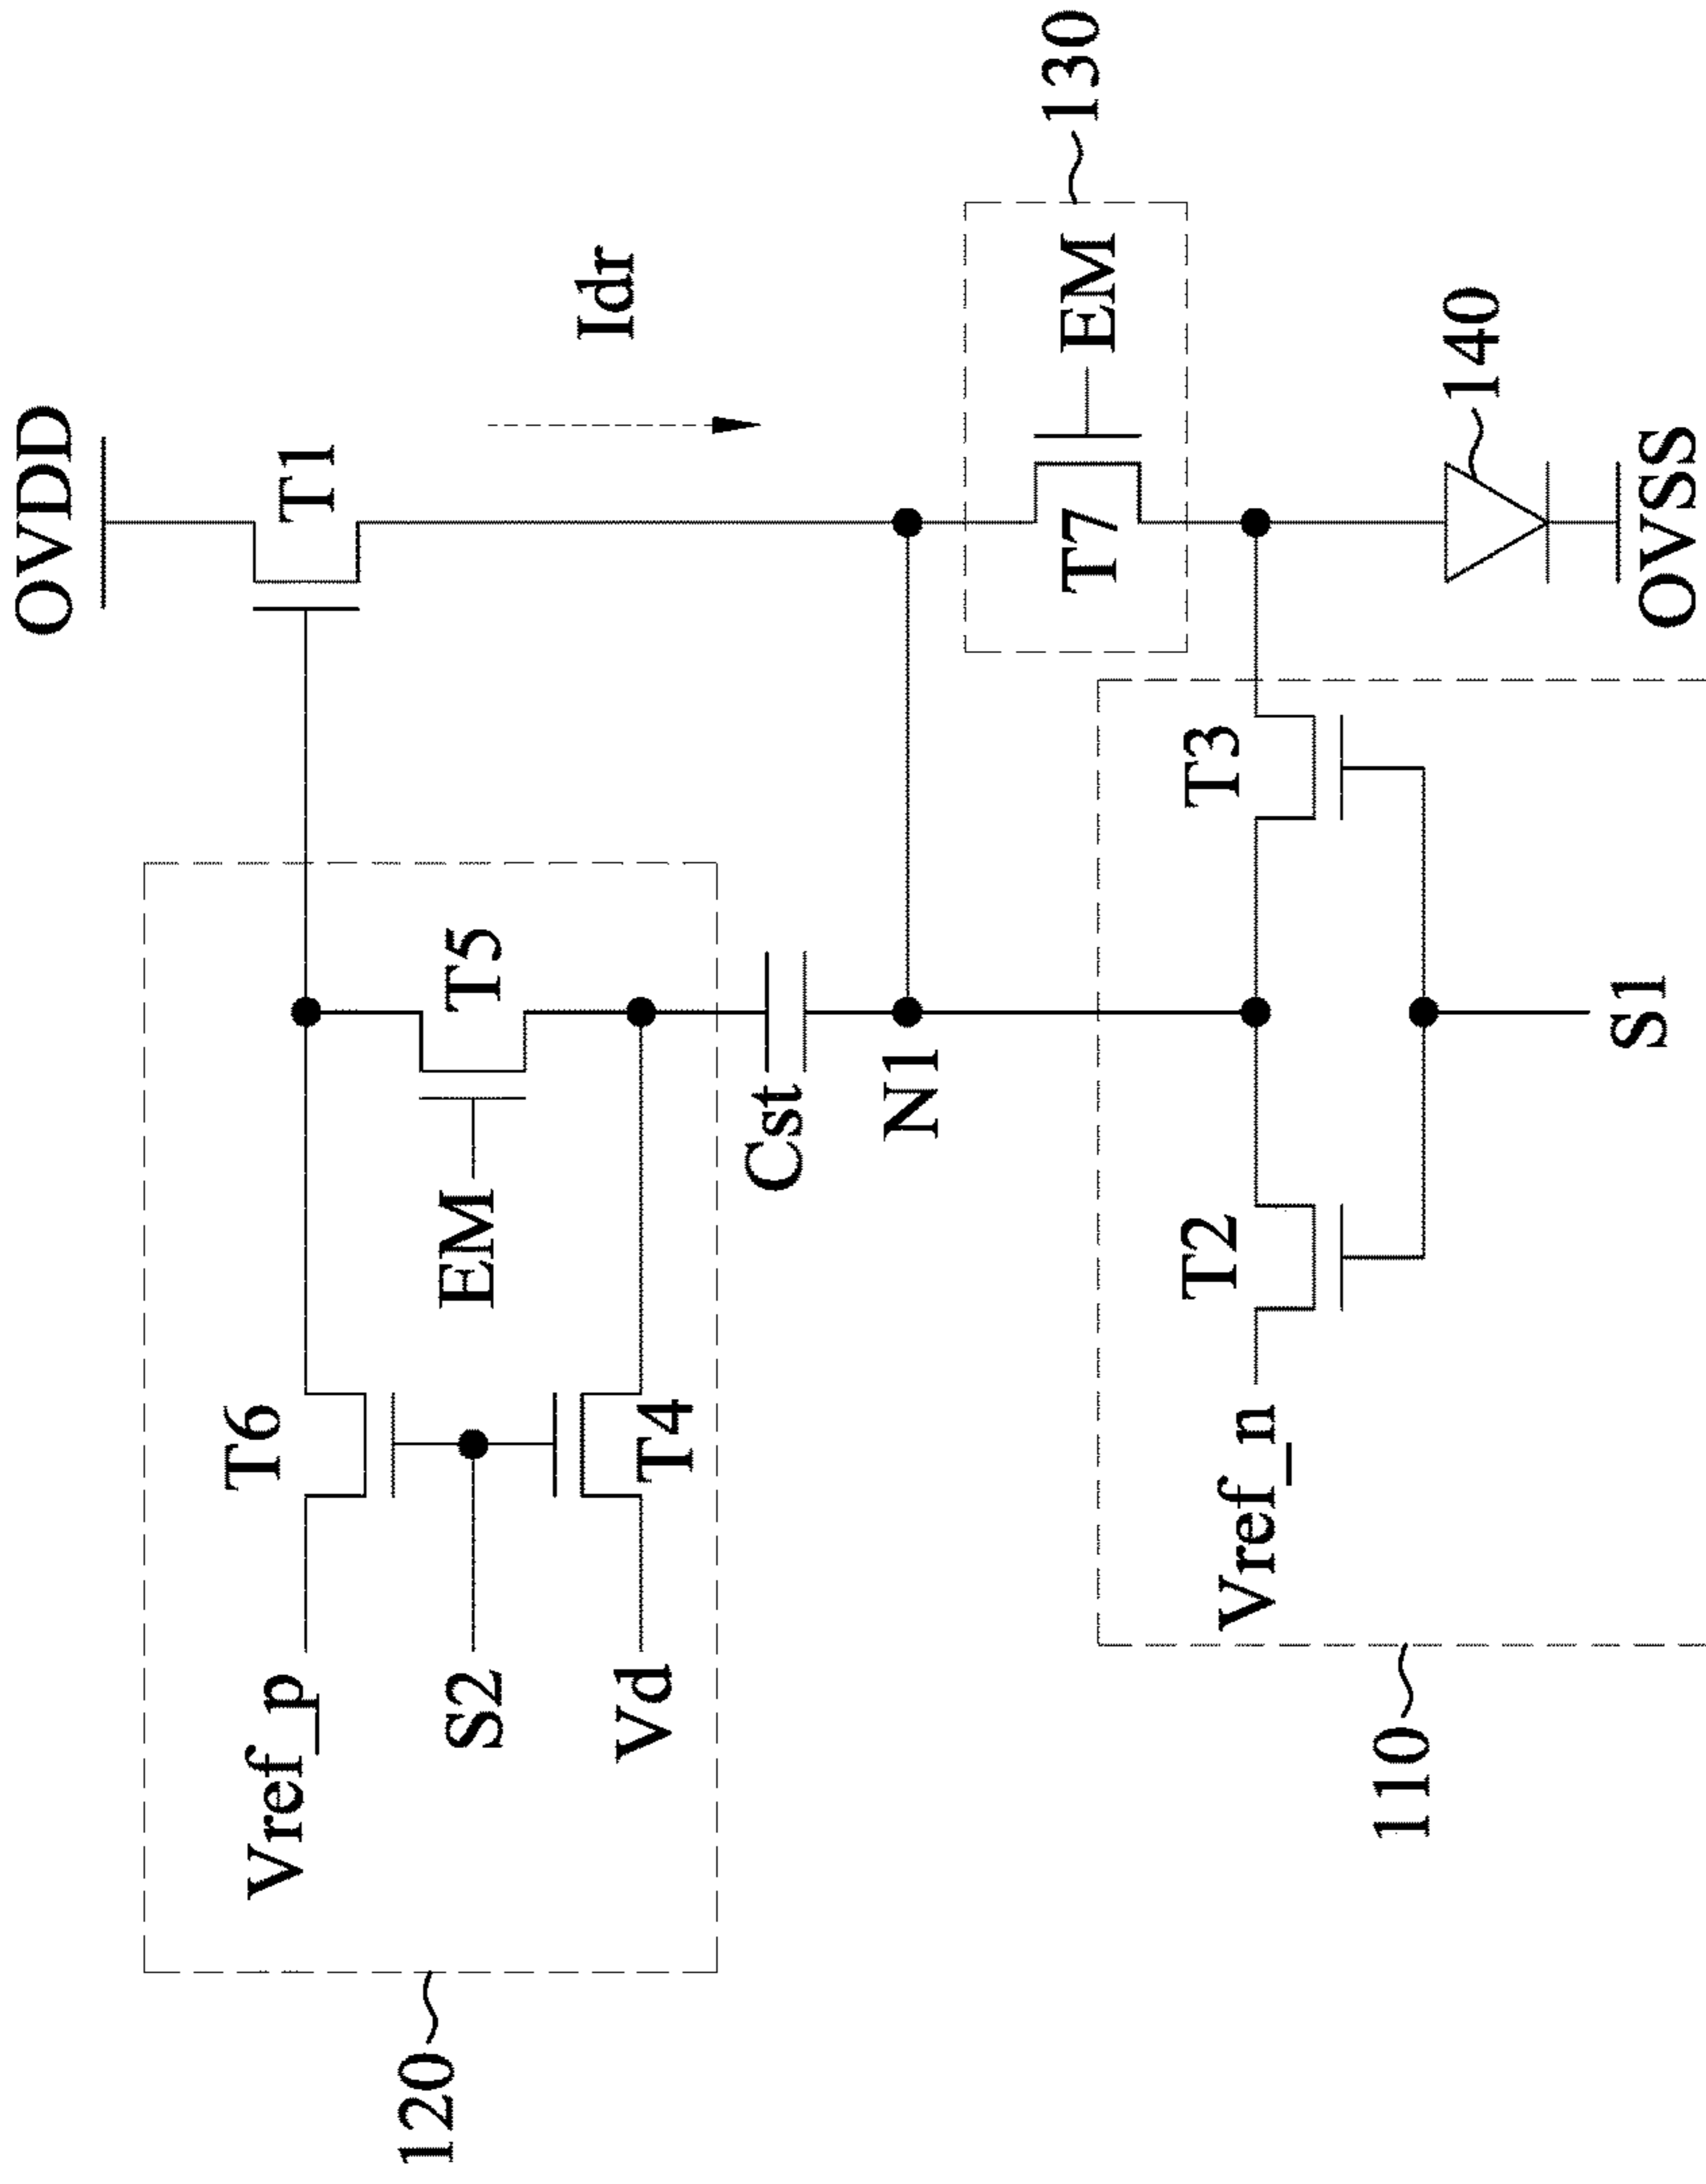 OVDD
T1
Idr
130
EM
T7
140
OVSS
120
T6
T5
EM
Vref_p
S2
Vd
T4
Cst
N1
T3
T2
Vref_n
S1
110